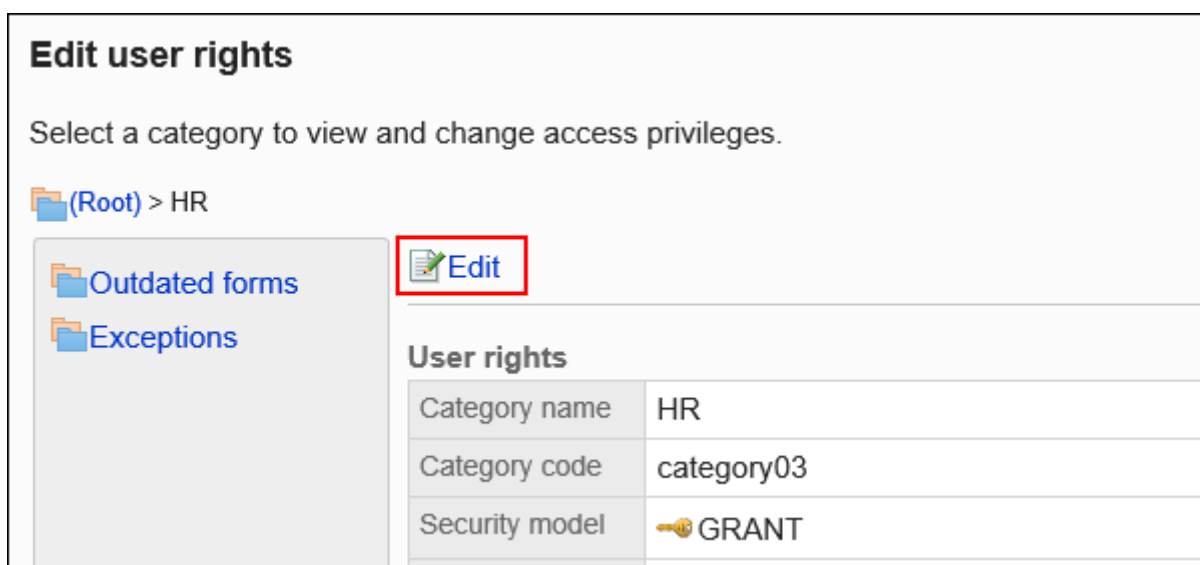 Edit user rights
Select a category to view and change access privileges.
(Root) > HR
Outdated forms
Exceptions
Edit
User rights
Category name HR
Category code category03
Security model GRANT